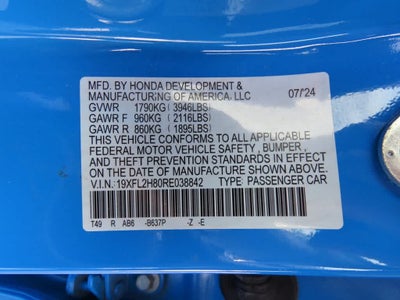 MFD. BY HONDA DEVELOPMENT &
MANUFACTURING OF AMERICA, LLC 07/24
GVWR 1790KG (3946LBS)
GAWR F 960KG (2116LBS)
GAWR R 860KG (1895LBS)
THIS VEHICLE CONFORMS TO ALL APPLICABLE
FEDERAL MOTOR VEHICLE SAFETY, BUMPER, AND
AND THEFT PREVENTION STANDARDS IN EFFECT
ON THE DATE OF MANUFACTURE SHOWN ABOVE.
V.I.N: 19XFL2H80RE038842 TYPE: PASSENGER CAR
T49 R AB6 -B637P -Z -E